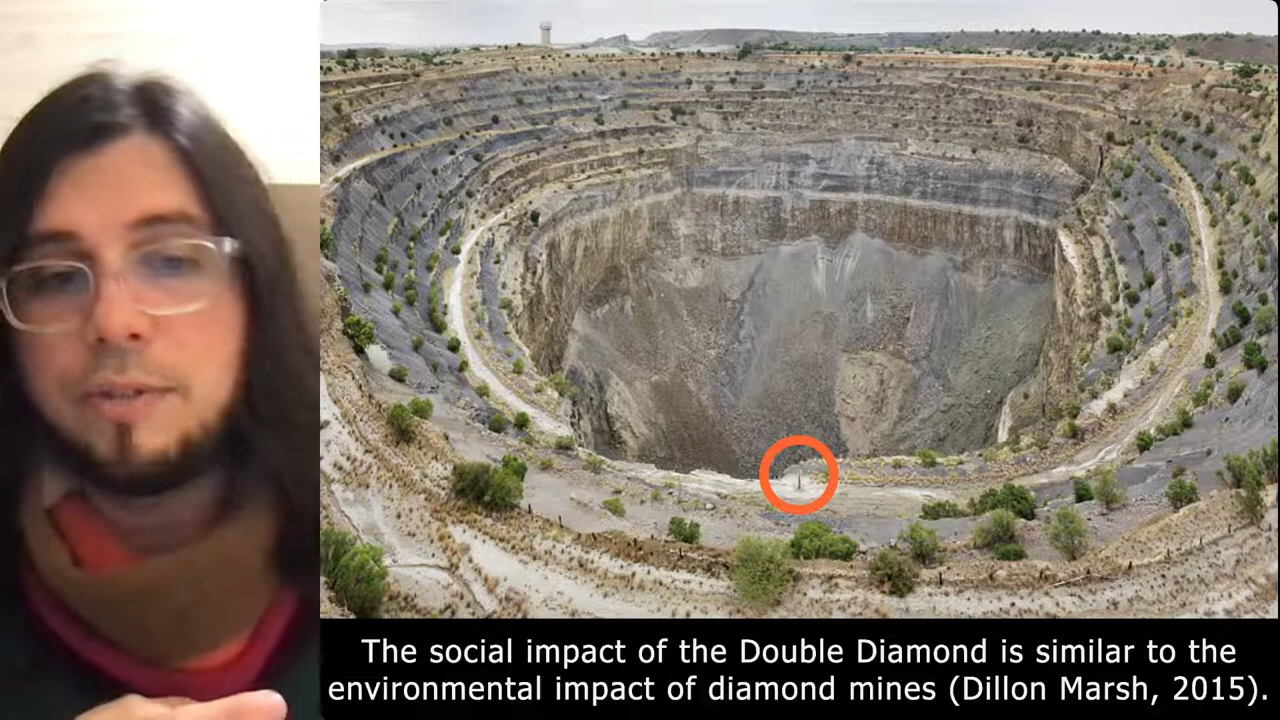 The social impact of the Double Diamond is similar to the
environmental impact of diamond mines (Dillon Marsh, 2015).